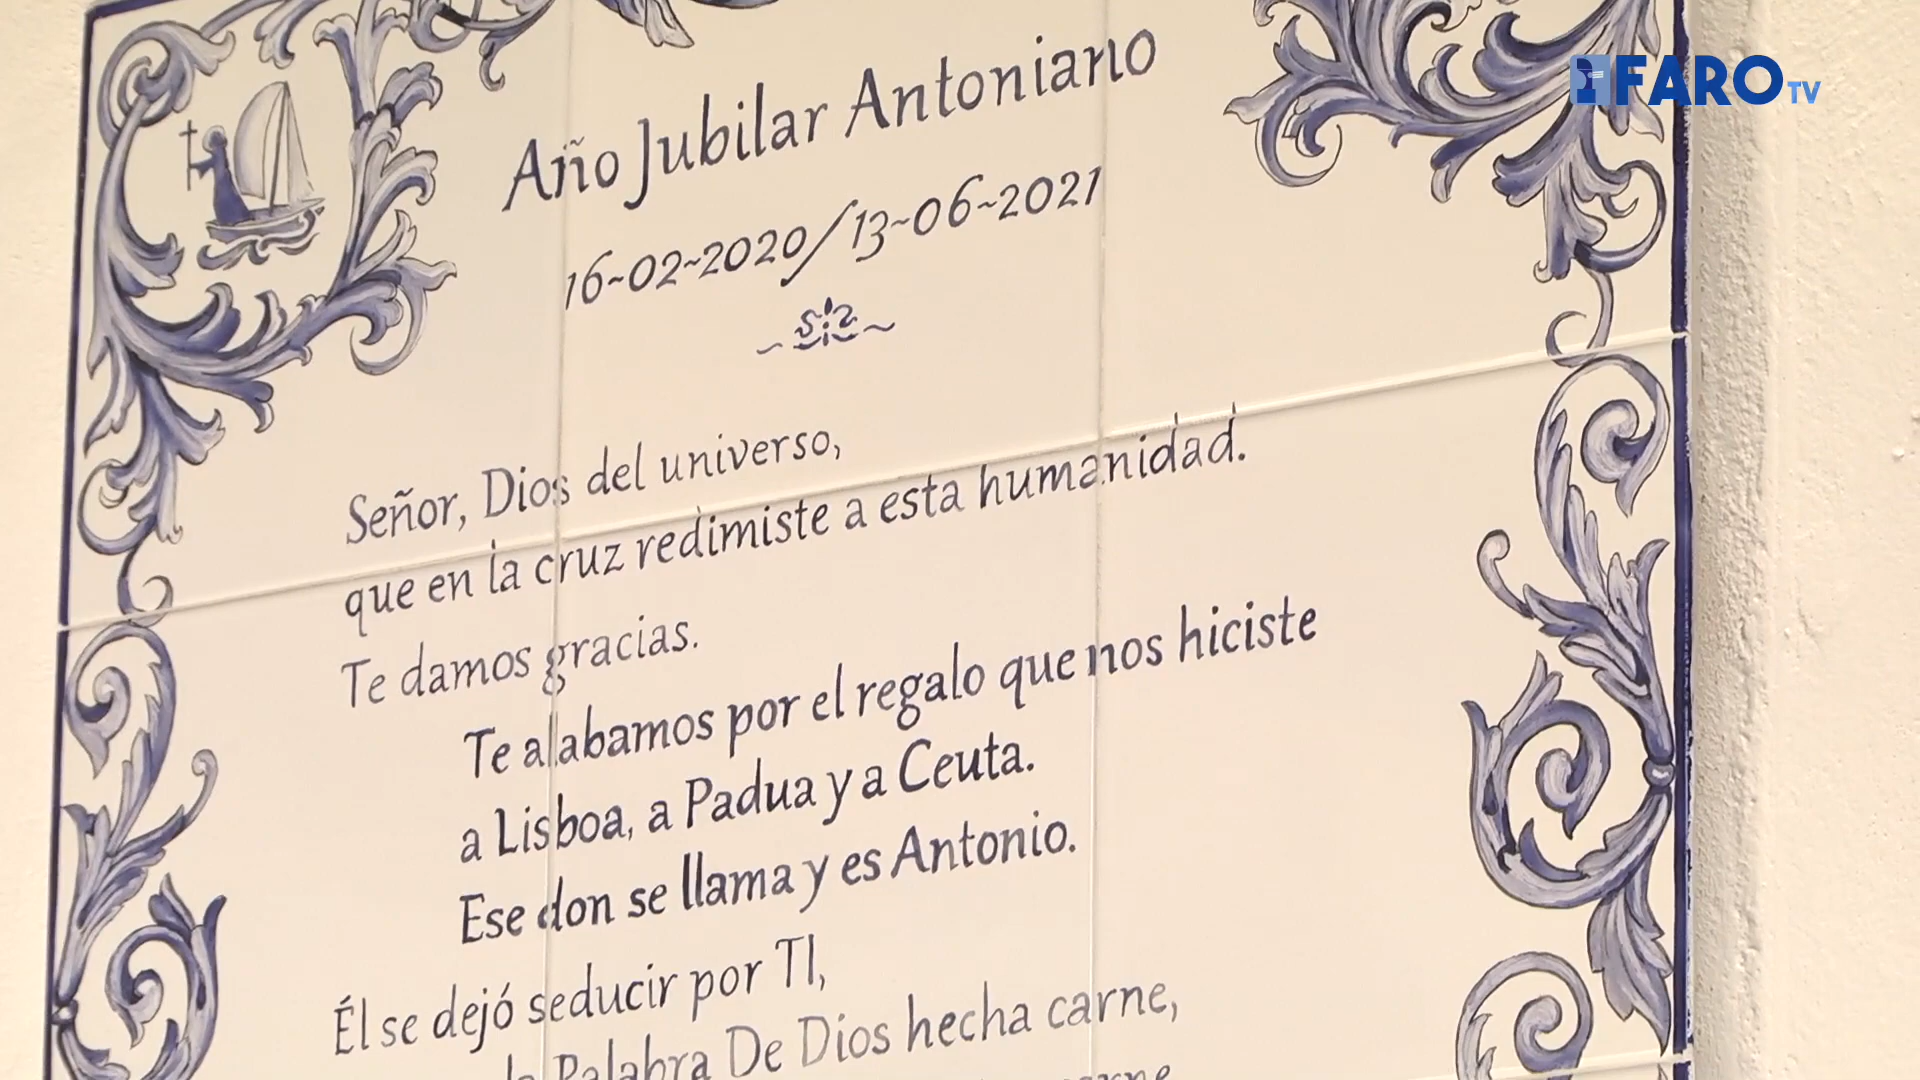 FARO TV
Año Jubilar Antoniano
16-02-2020/13-06-2021
Señor, Dios del universo,
que en la cruz redimiste a esta humanidad.
Te damos gracias.
Te alabamos por el regalo que nos hiciste
a Lisboa, a Padua y a Ceuta.
Ese don se llama y es Antonio.
Él se dejó seducir por TI,
la Palabra De Dios hecha carne,